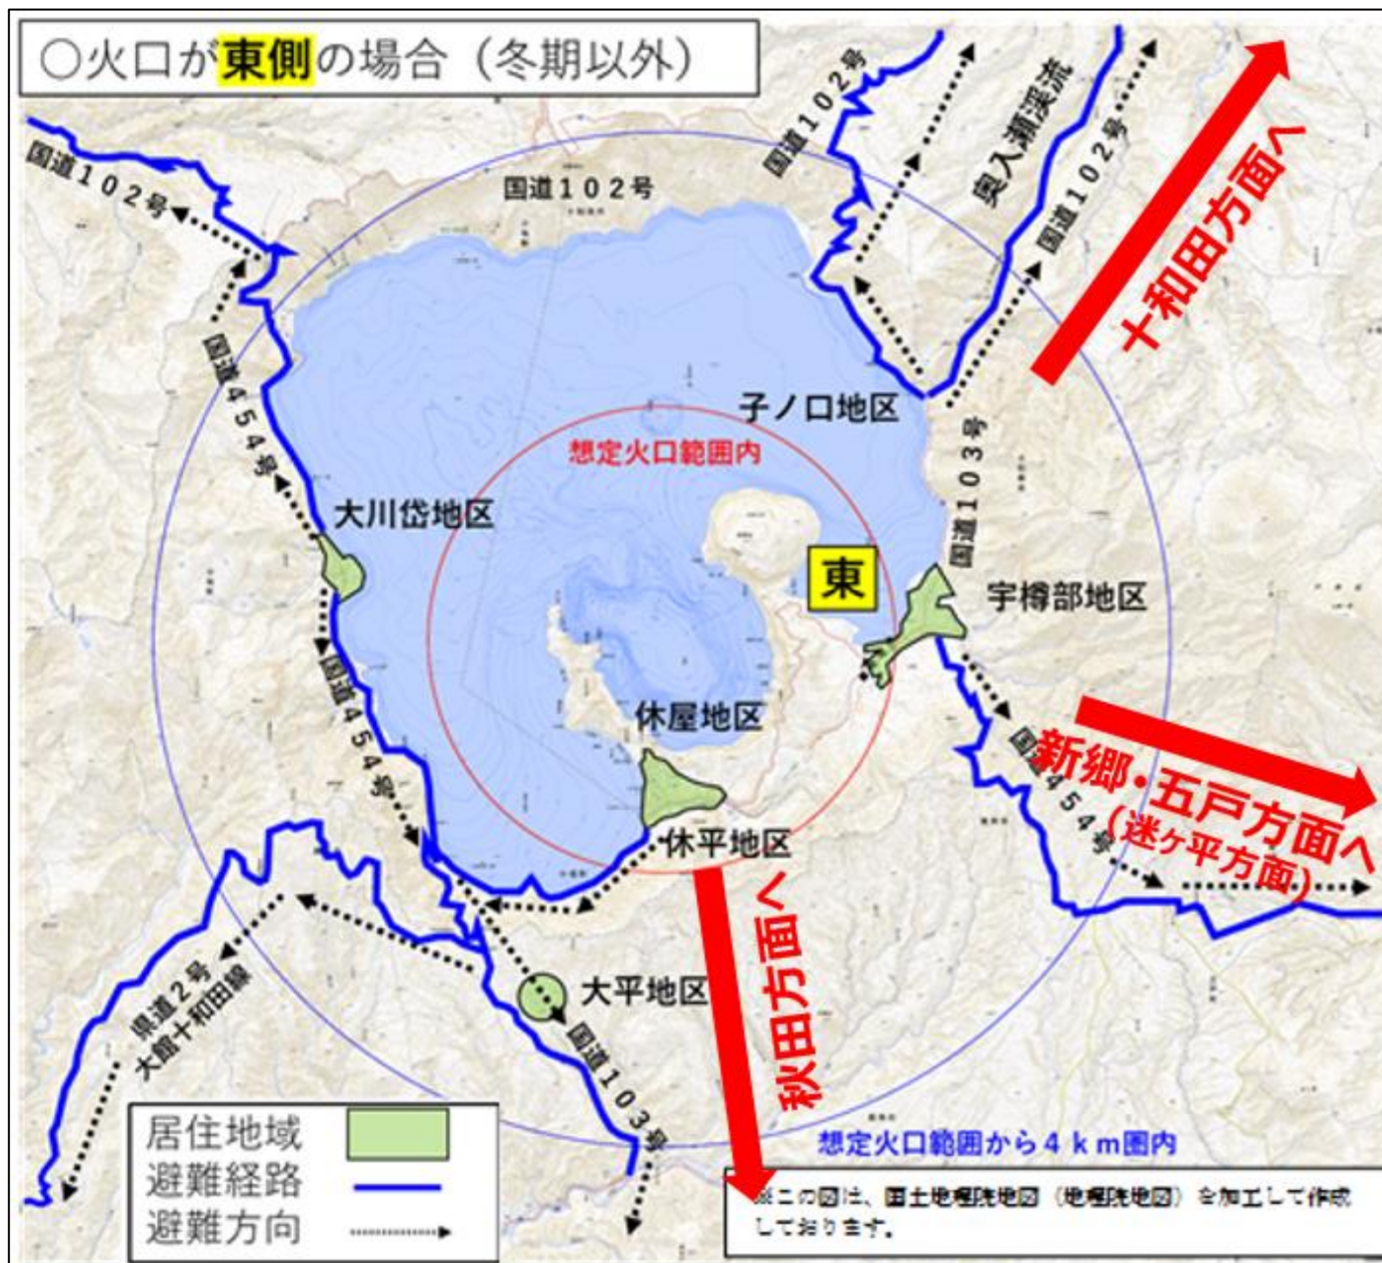 ○火口が東側の場合（冬期以外）
国道１０２号
国道１０２号
国道１０２号
奥入瀬渓流
国道１０２号
十和田方面へ
国道４５４号
子ノ口地区
国道１０３号
想定火口範囲内
大川岱地区
東
宇樽部地区
国道４５４号
休屋地区
休平地区
国道４５４号
新郷・五戸方面へ
（迷ヶ平方面）
秋田方面へ
大平地区
県道２号
大館十和田線
国道１０３号
想定火口範囲から４ｋｍ圏内
居住地域
避難経路
避難方向
※この図は、国土地理院地図（地理院地図）を加工して作成
しております。